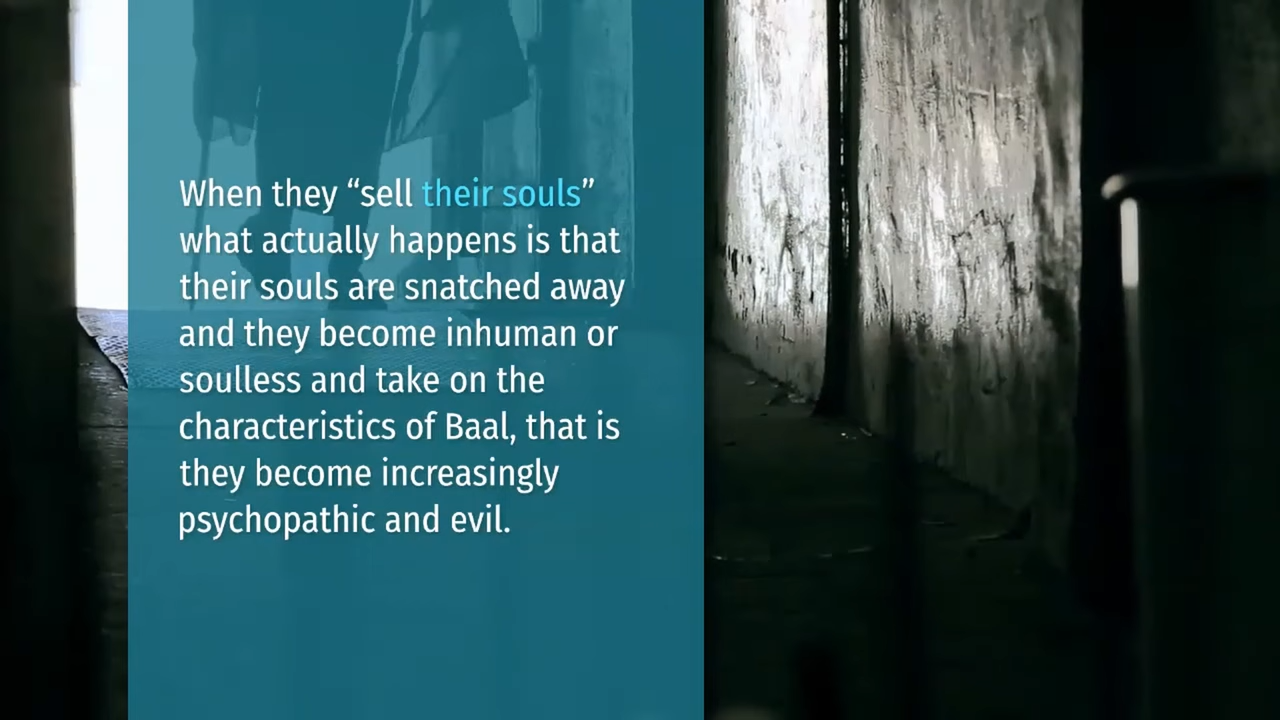 When they “sell their souls”
what actually happens is that
their souls are snatched away
and they become inhuman or
soulless and take on the
characteristics of Baal, that is
they become increasingly
psychopathic and evil.